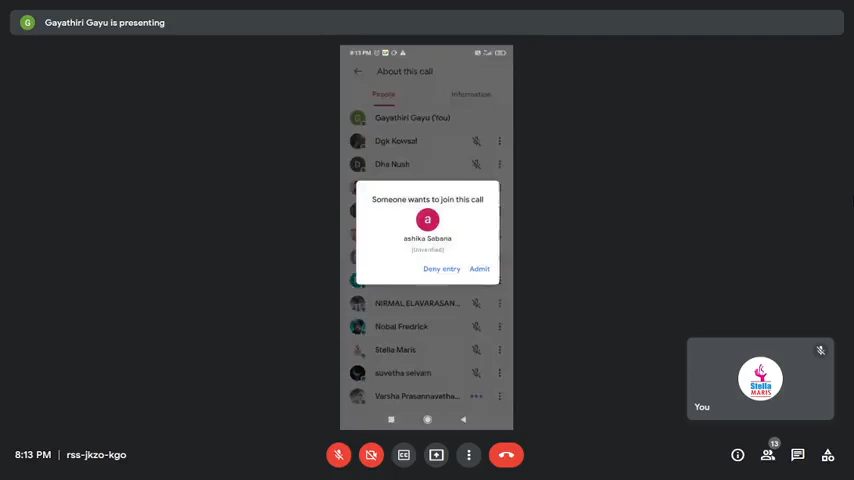 G Gayathiri Gayu is presenting
8:13 PM
About this call
People Information
G Gayathiri Gayu (You)
Dgk Kowsal
b Dha Nush
Someone wants to join this call
a
ashika Sabana
(Unverified)
Deny entry Admit
NIRMAL ELAVARASAN...
Nobal Fredrick
Stella Maris
suvetha selvam
Varsha Prasannavatha...
Stella
MARIS
You
8:13 PM | rss-jkzo-kgo
CC
13